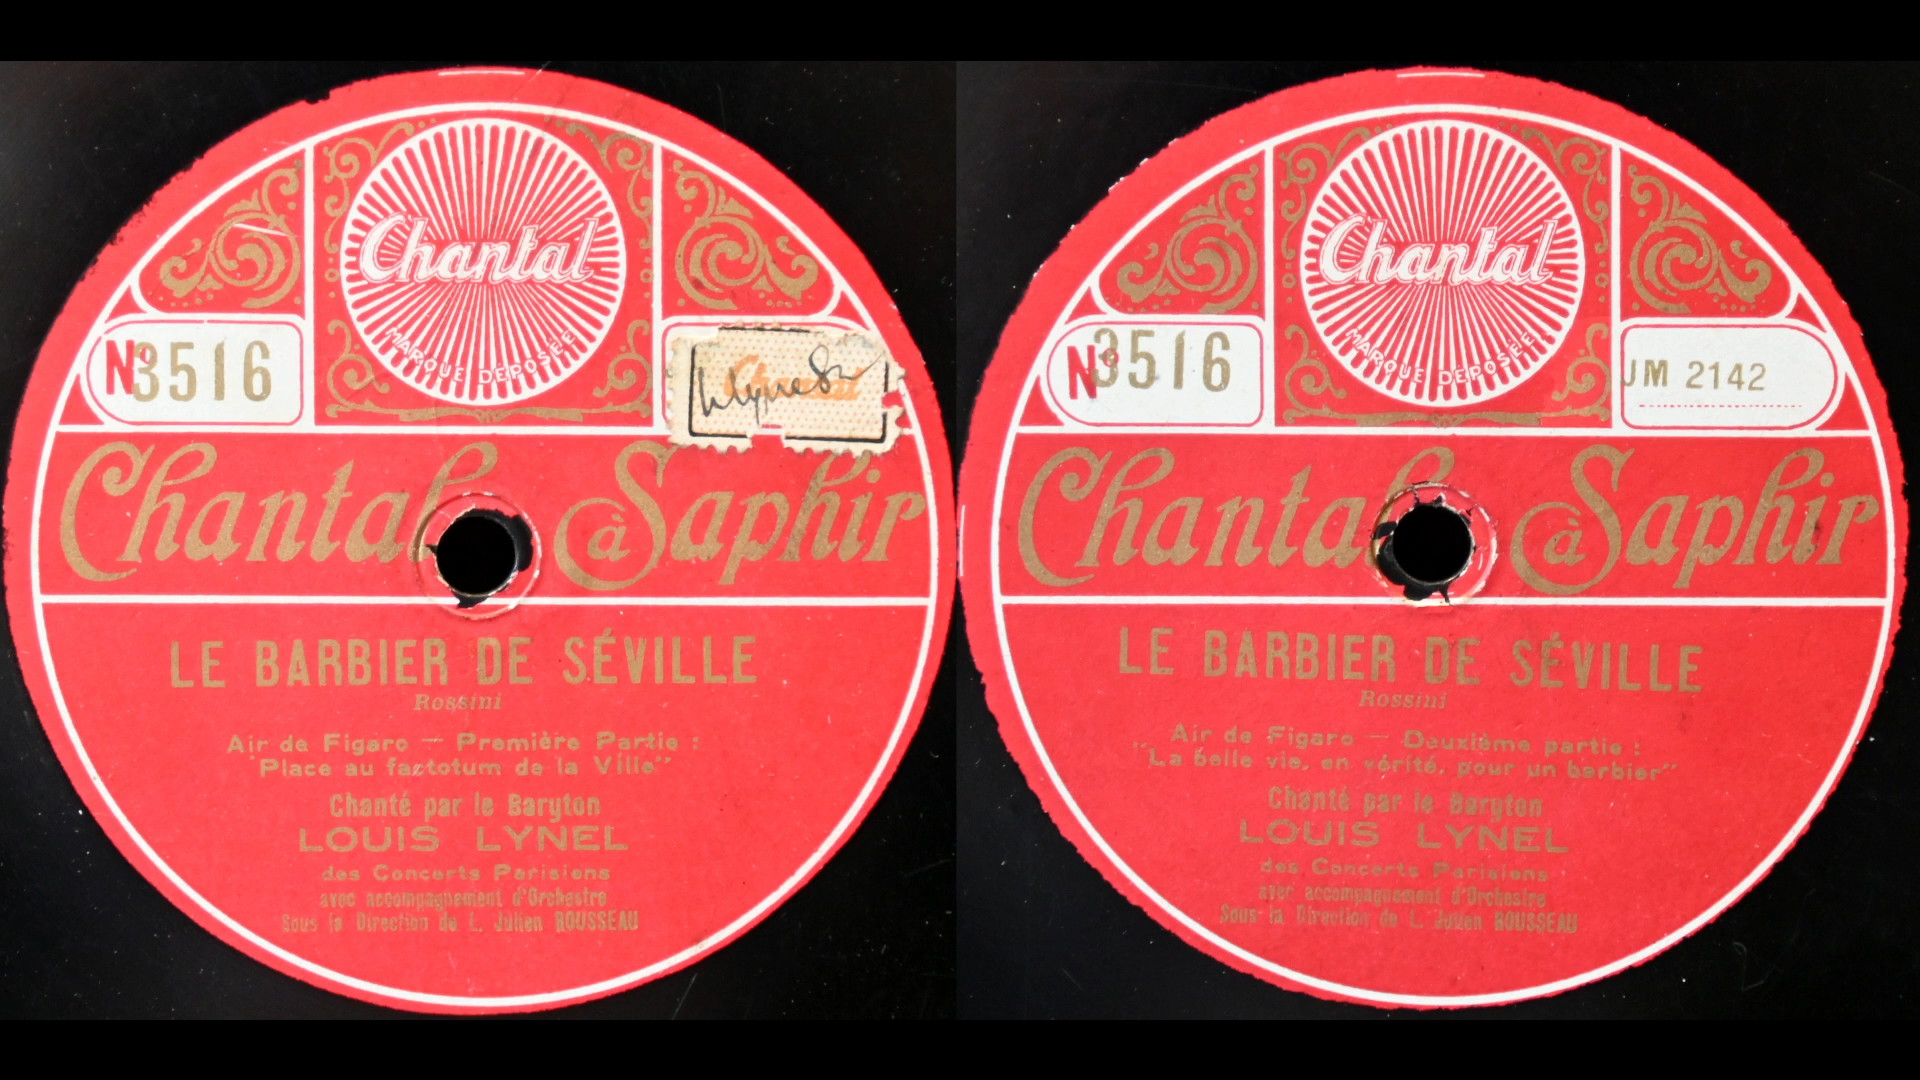 Chantal
MARQUE DÉPOSÉE
Nº 3516
Chantal
Chantal à Saphir
LE BARBIER DE SÉVILLE
Rossini
Air de Figaro — Première Partie :
"Place au factotum de la Ville"
Chanté par le Baryton
LOUIS LYNEL
des Concerts Parisiens
avec accompagnement d'Orchestre
Sous la Direction de L. Julien ROUSSEAU
Chantal
MARQUE DÉPOSÉE
Nº 3516
JM 2142
Chantal à Saphir
LE BARBIER DE SÉVILLE
Rossini
Air de Figaro — Deuxième partie :
"La belle vie, en vérité, pour un barbier"
Chanté par le Baryton
LOUIS LYNEL
des Concerts Parisiens
avec accompagnement d'Orchestre
Sous la Direction de L. Julien ROUSSEAU